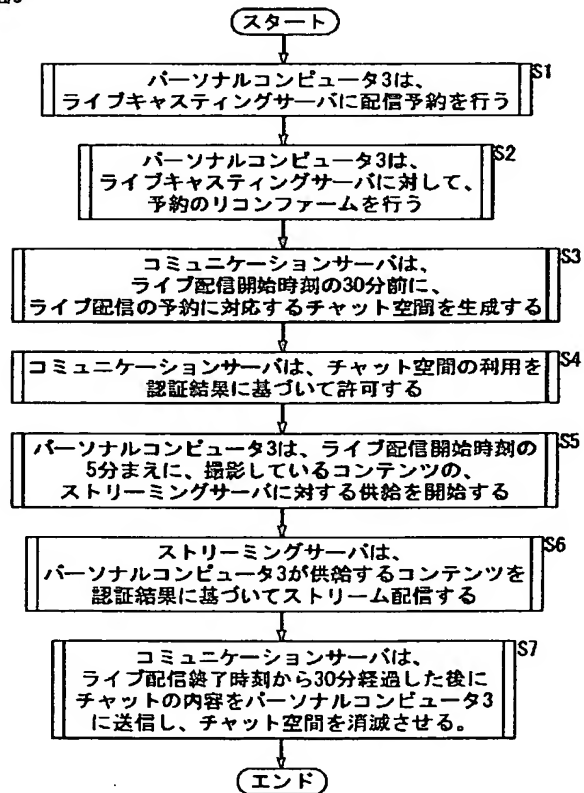 スタート
S1
パーソナルコンピュータ3は、
ライブキャスティングサーバに配信予約を行う
S2
パーソナルコンピュータ3は、
ライブキャスティングサーバに対して、
予約のリコンファームを行う
S3
コミュニケーションサーバは、
ライブ配信開始時刻の30分前に、
ライブ配信の予約に対応するチャット空間を生成する
S4
コミュニケーションサーバは、チャット空間の利用を
認証結果に基づいて許可する
S5
パーソナルコンピュータ3は、ライブ配信開始時刻の
5分まえに、撮影しているコンテンツの、
ストリーミングサーバに対する供給を開始する
S6
ストリーミングサーバは、
パーソナルコンピュータ3が供給するコンテンツを
認証結果に基づいてストリーム配信する
S7
コミュニケーションサーバは、
ライブ配信終了時刻から30分経過した後に
チャットの内容をパーソナルコンピュータ3
に送信し、チャット空間を消滅させる。
エンド